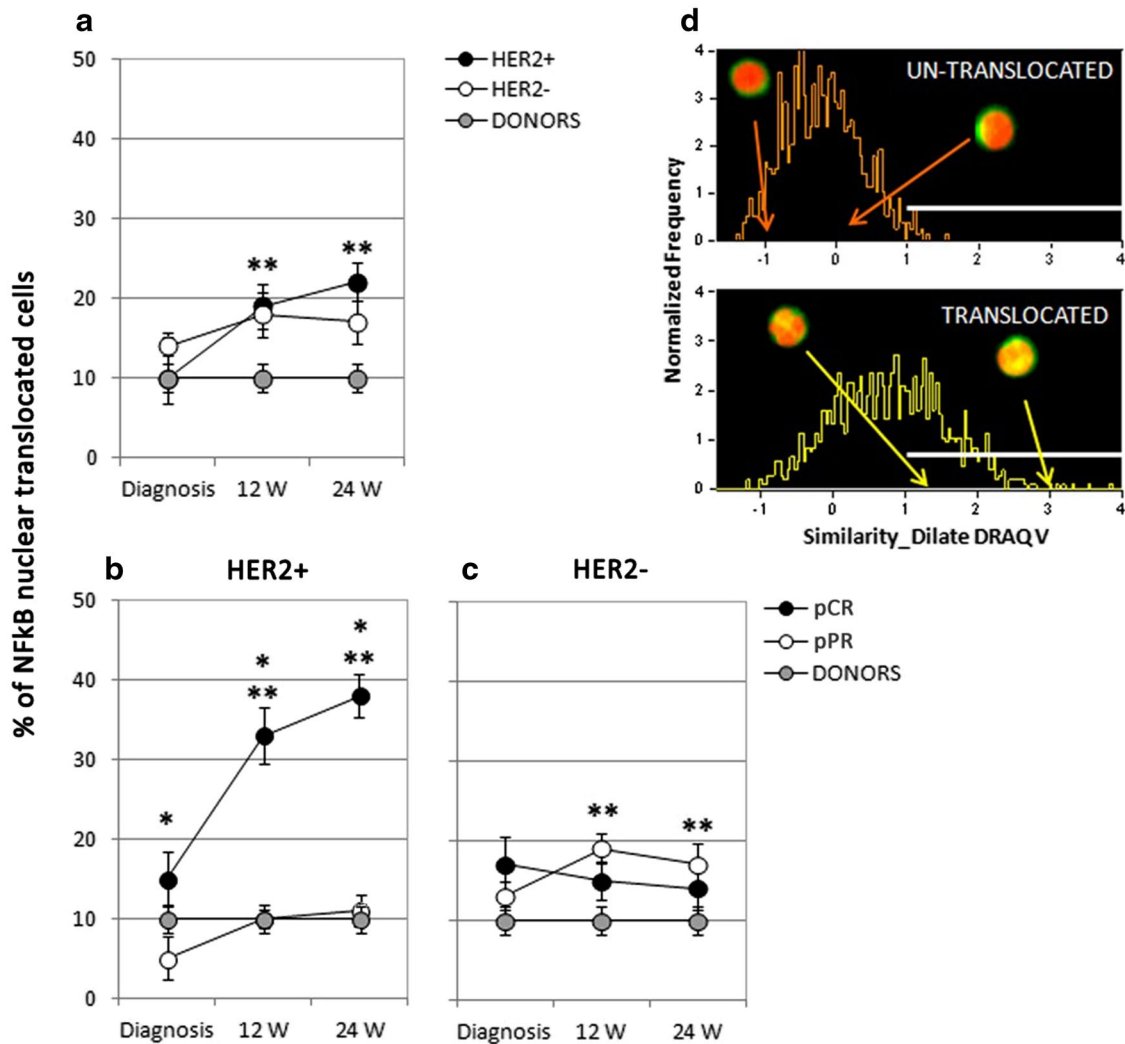 % of NFkB nuclear translocated cells
a
50
40
30
20
10
0
** **
Diagnosis 12 W 24 W
HER2+
HER2-
DONORS
d
Normalized Frequency
4
3
2
1
0
UN-TRANSLOCATED
-1 0 1 2 3 4
4
3
2
1
0
TRANSLOCATED
-1 0 1 2 3 4
Similarity_Dilate DRAQ V
b HER2+
50
40
30
20
10
0
* * *
** **
Diagnosis 12 W 24 W
c HER2-
** **
Diagnosis 12 W 24 W
pCR
pPR
DONORS